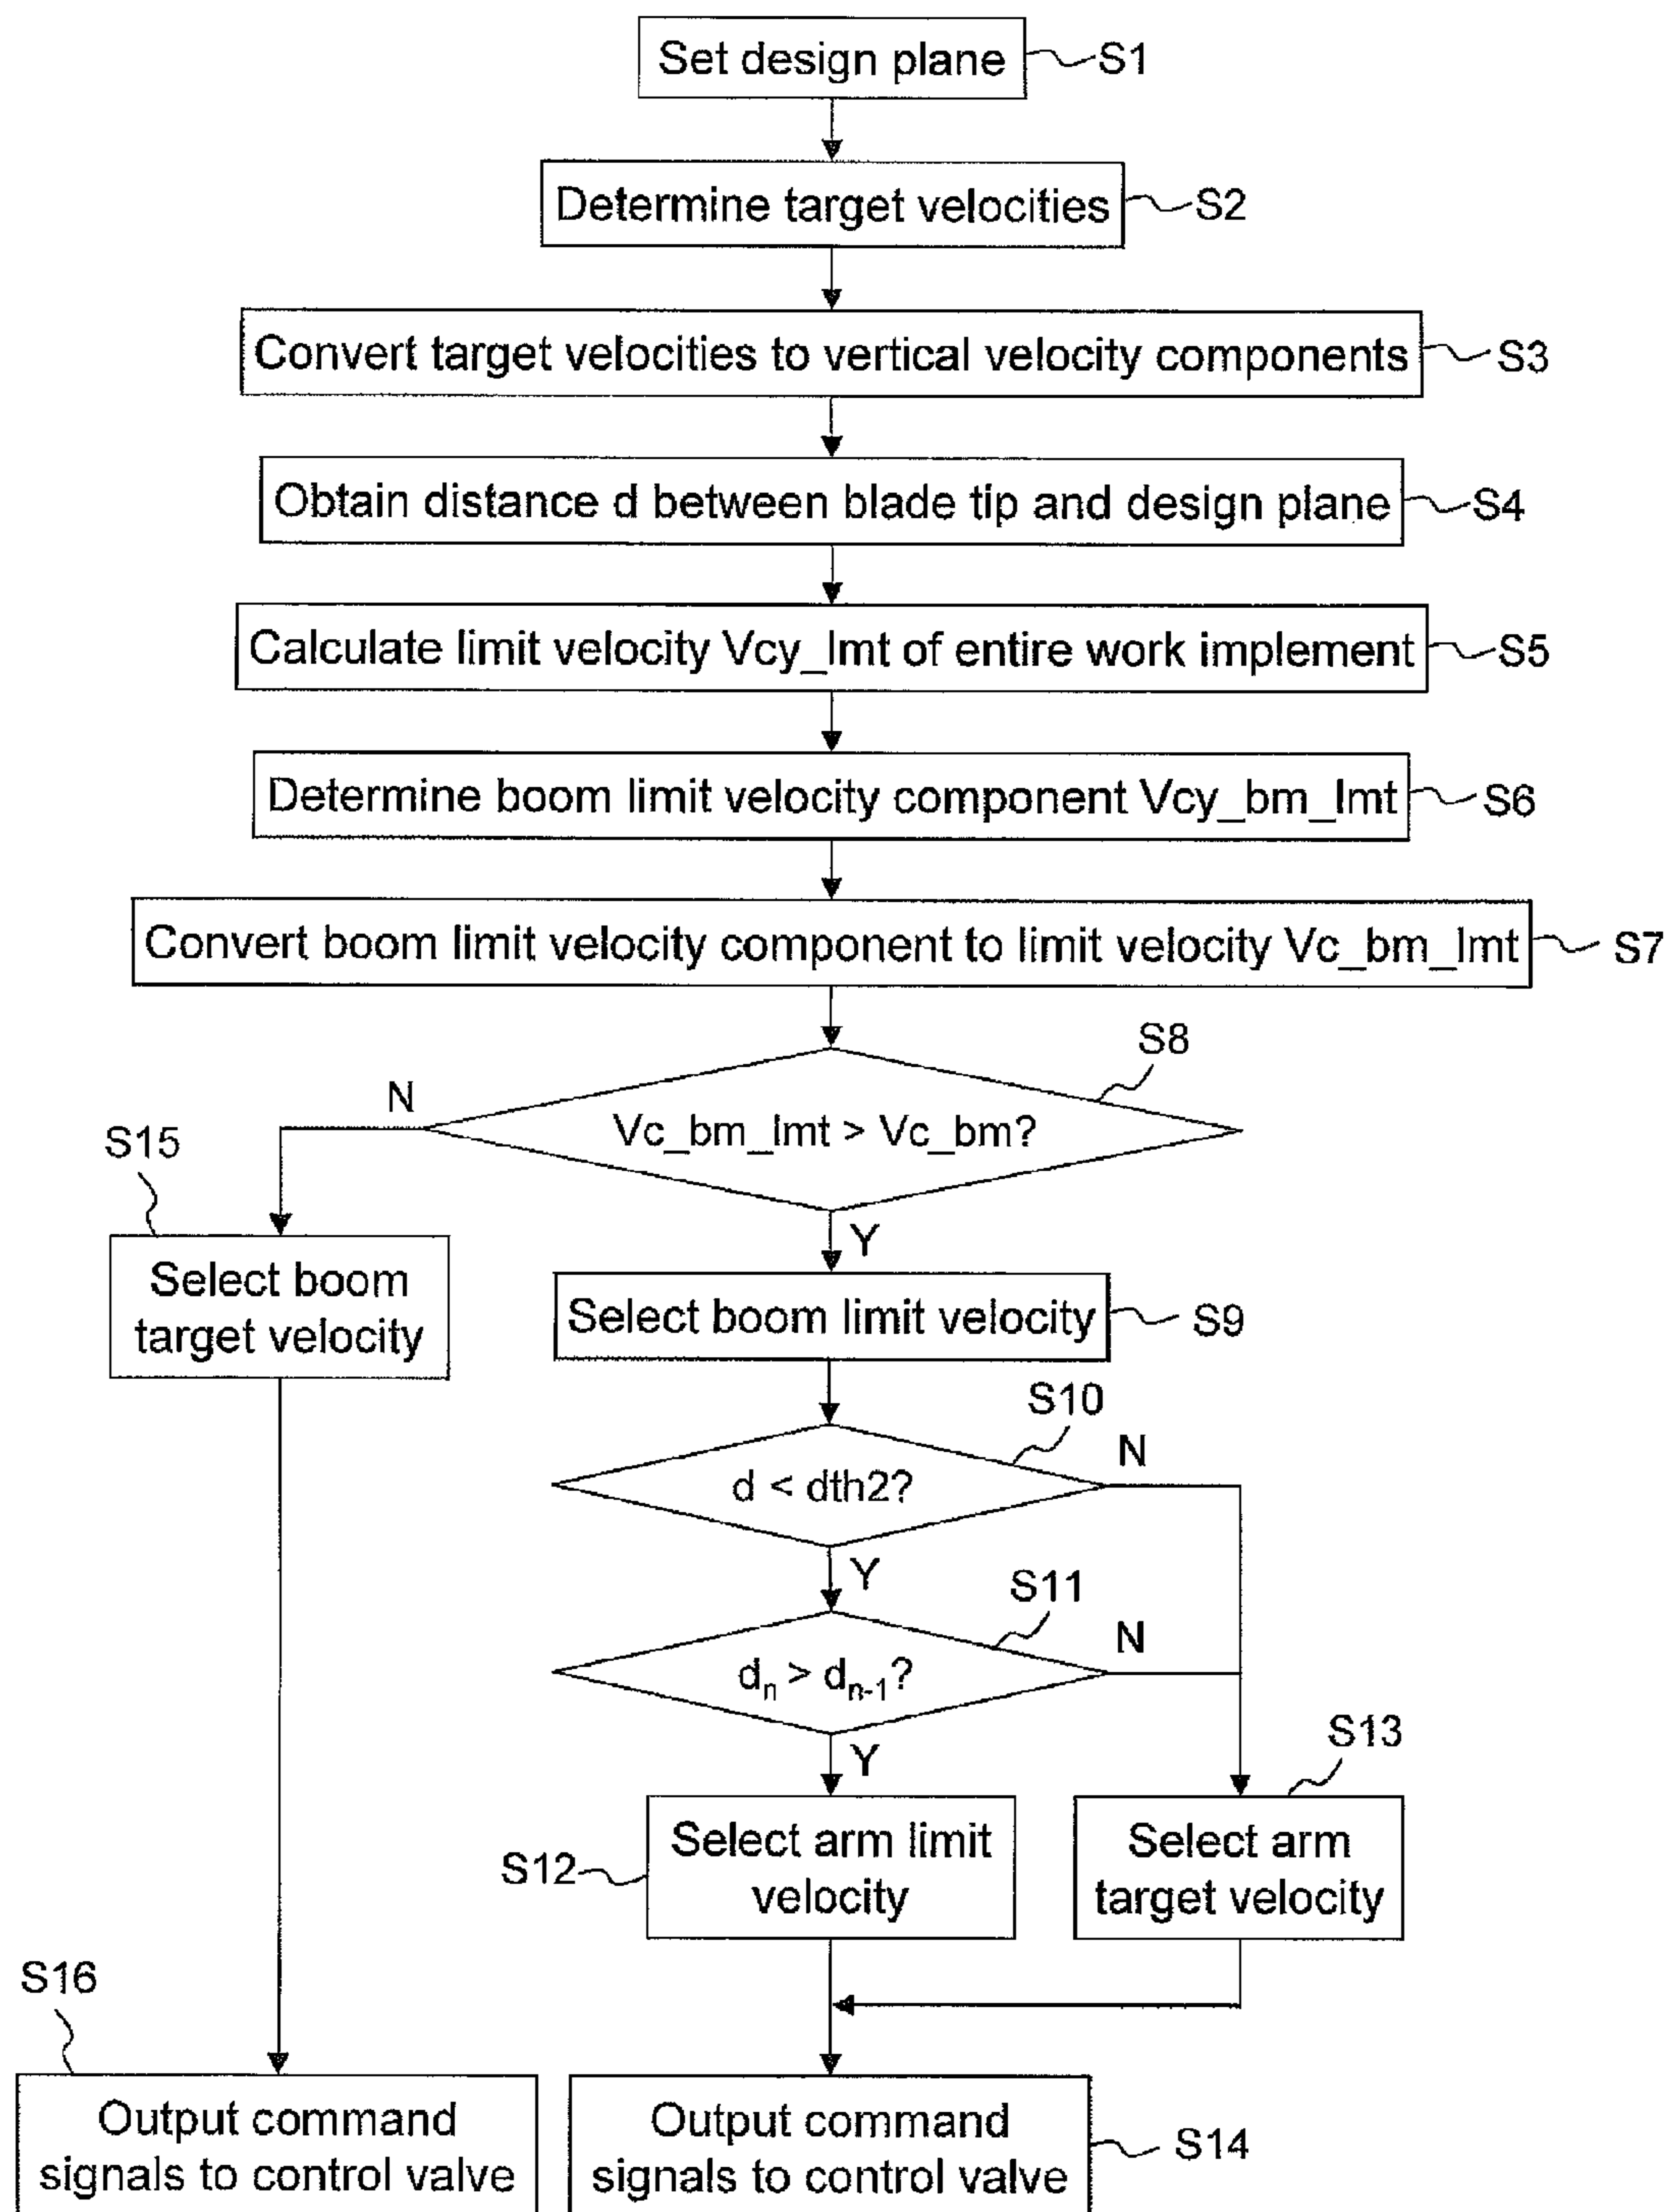 Set design plane
S1
Determine target velocities
S2
Convert target velocities to vertical velocity components
S3
Obtain distance d between blade tip and design plane
S4
Calculate limit velocity Vcy_lmt of entire work implement
S5
Determine boom limit velocity component Vcy_bm_lmt
S6
Convert boom limit velocity component to limit velocity Vc_bm_lmt
S7
S8
N
Vc_bm_lmt > Vc_bm?
S15
Y
Select boom
target velocity
Select boom limit velocity
S9
S10
N
d < dth2?
Y
S11
N
dn > dn-1?
Y
S13
S12
Select arm limit
velocity
Select arm
target velocity
S16
Output command
signals to control valve
Output command
signals to control valve
S14